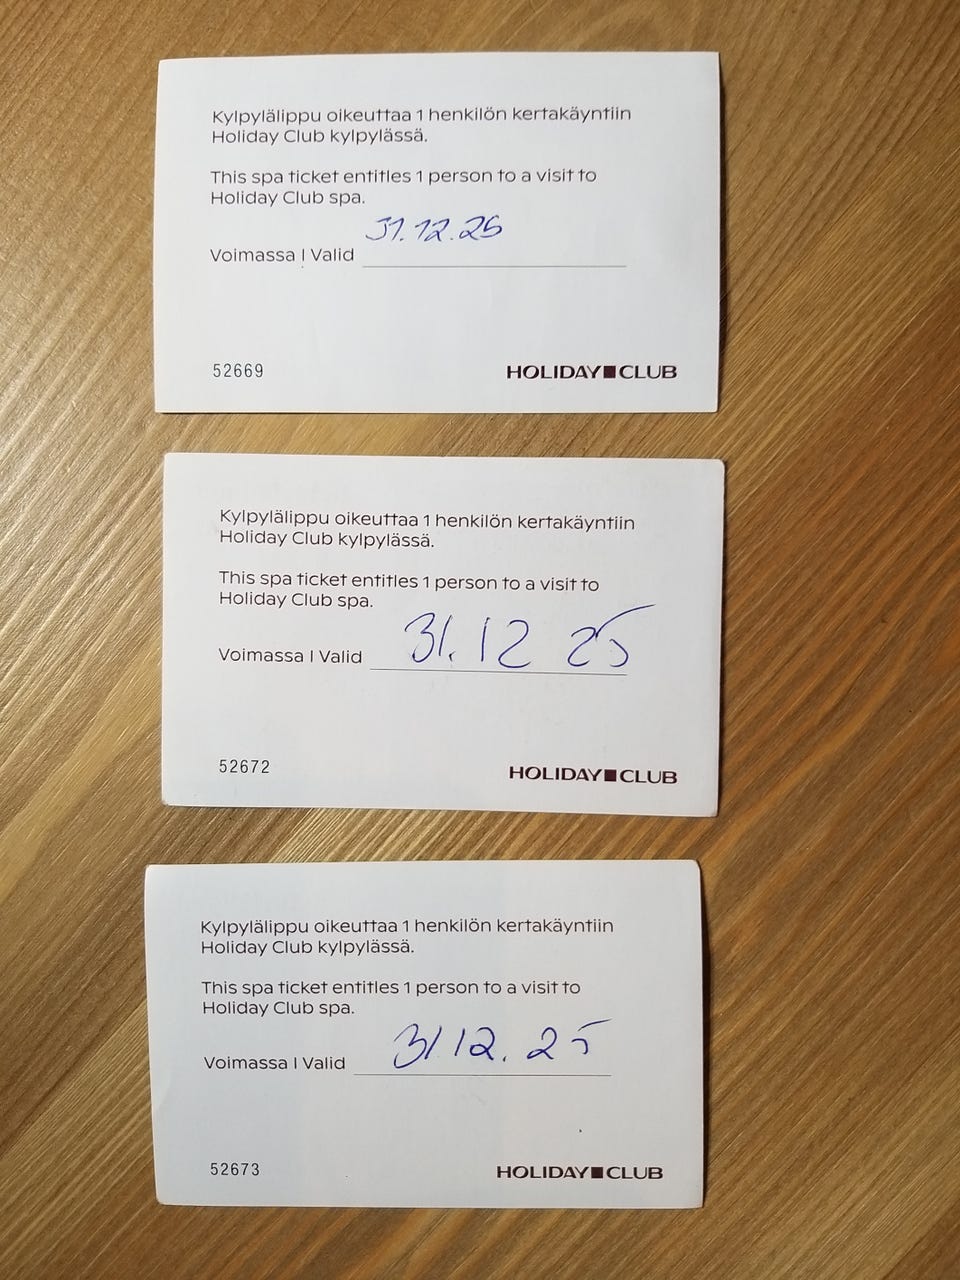 Kylpylälippu oikeuttaa 1 henkilön kertakäyntiin
Holiday Club kylpylässä.
This spa ticket entitles 1 person to a visit to
Holiday Club spa.
Voimassa | Valid 31.12.25
52669 HOLIDAY CLUB
Kylpylälippu oikeuttaa 1 henkilön kertakäyntiin
Holiday Club kylpylässä.
This spa ticket entitles 1 person to a visit to
Holiday Club spa.
Voimassa | Valid 31.12 25
52672 HOLIDAY CLUB
Kylpylälippu oikeuttaa 1 henkilön kertakäyntiin
Holiday Club kylpylässä.
This spa ticket entitles 1 person to a visit to
Holiday Club spa.
Voimassa | Valid 31 12. 25
52673 HOLIDAY CLUB